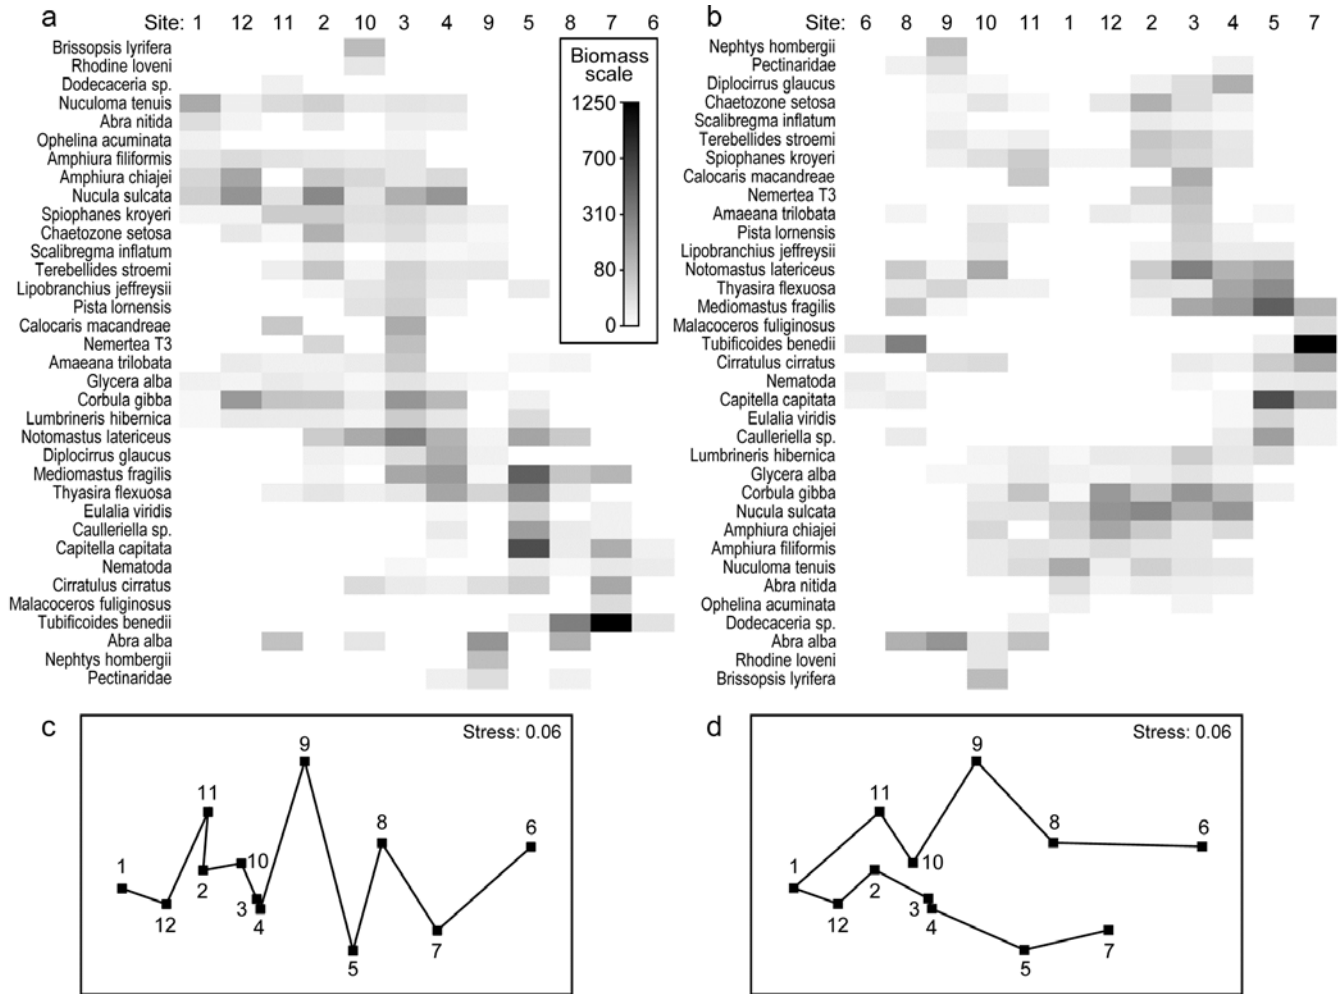 a
Site: 1 12 11 2 10 3 4 9 5 8 7 6
Brissopsis lyrifera
Rhodine loveni
Dodecaceria sp.
Nuculoma tenuis
Abra nitida
Ophelina acuminata
Amphiura filiformis
Amphiura chiajei
Nucula sulcata
Spiophanes kroyeri
Chaetozone setosa
Scalibregma inflatum
Terebellides stroemi
Lipobranchius jeffreysii
Pista lornensis
Calocaris macandreae
Nemertea T3
Amaeana trilobata
Glycera alba
Corbula gibba
Lumbrineris hibernica
Notomastus latericeus
Diplocirrus glaucus
Mediomastus fragilis
Thyasira flexuosa
Eulalia viridis
Caulleriella sp.
Capitella capitata
Nematoda
Cirratulus cirratus
Malacoceros fuliginosus
Tubificoides benedii
Abra alba
Nephtys hombergii
Pectinaridae
Biomass
scale
1250
700
310
80
0
b
Site: 6 8 9 10 11 1 12 2 3 4 5 7
Nephtys hombergii
Pectinaridae
Diplocirrus glaucus
Chaetozone setosa
Scalibregma inflatum
Terebellides stroemi
Spiophanes kroyeri
Calocaris macandreae
Nemertea T3
Amaeana trilobata
Pista lornensis
Lipobranchius jeffreysii
Notomastus latericeus
Thyasira flexuosa
Mediomastus fragilis
Malacoceros fuliginosus
Tubificoides benedii
Cirratulus cirratus
Nematoda
Capitella capitata
Eulalia viridis
Caulleriella sp.
Lumbrineris hibernica
Glycera alba
Corbula gibba
Nucula sulcata
Amphiura chiajei
Amphiura filiformis
Nuculoma tenuis
Abra nitida
Ophelina acuminata
Dodecaceria sp.
Abra alba
Rhodine loveni
Brissopsis lyrifera
c
Stress: 0.06
9
11
8
6
1
10
2
3
12
4
7
5
d
Stress: 0.06
9
11
8
6
1
10
2
3
12
4
7
5